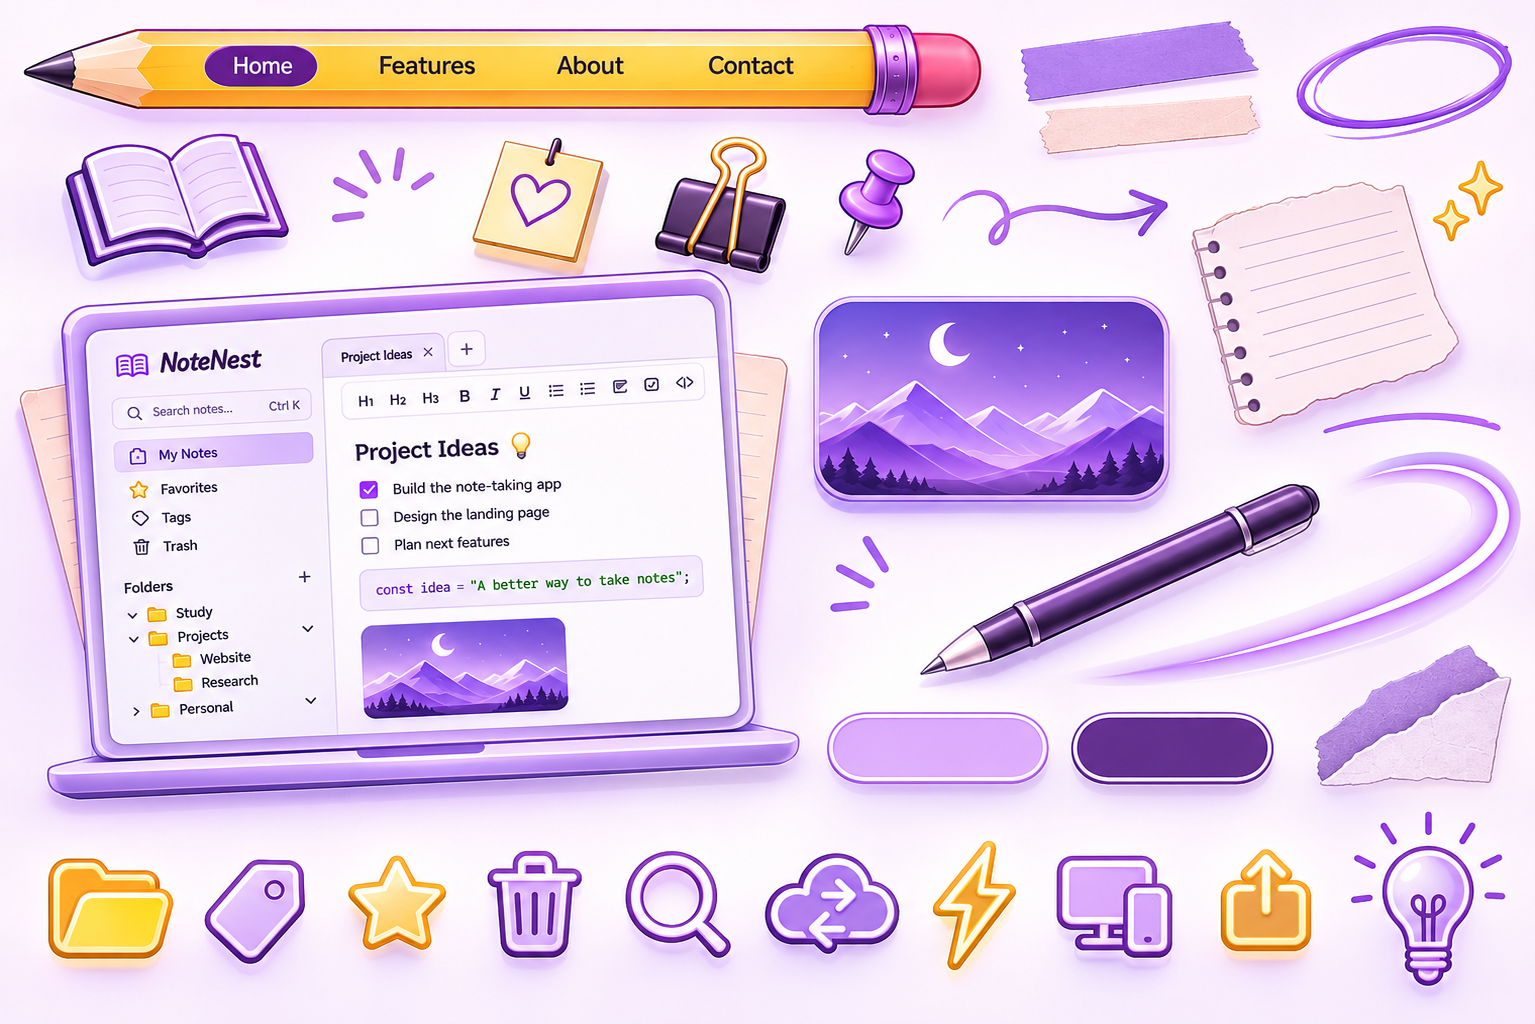 Home
Features
About
Contact
NoteNest
Search notes...
Ctrl K
My Notes
Favorites
Tags
Trash
Folders
Study
Projects
Website
Research
Personal
Project Ideas
H1 H2 H3 B I U
Project Ideas
Build the note-taking app
Design the landing page
Plan next features
const idea = "A better way to take notes";